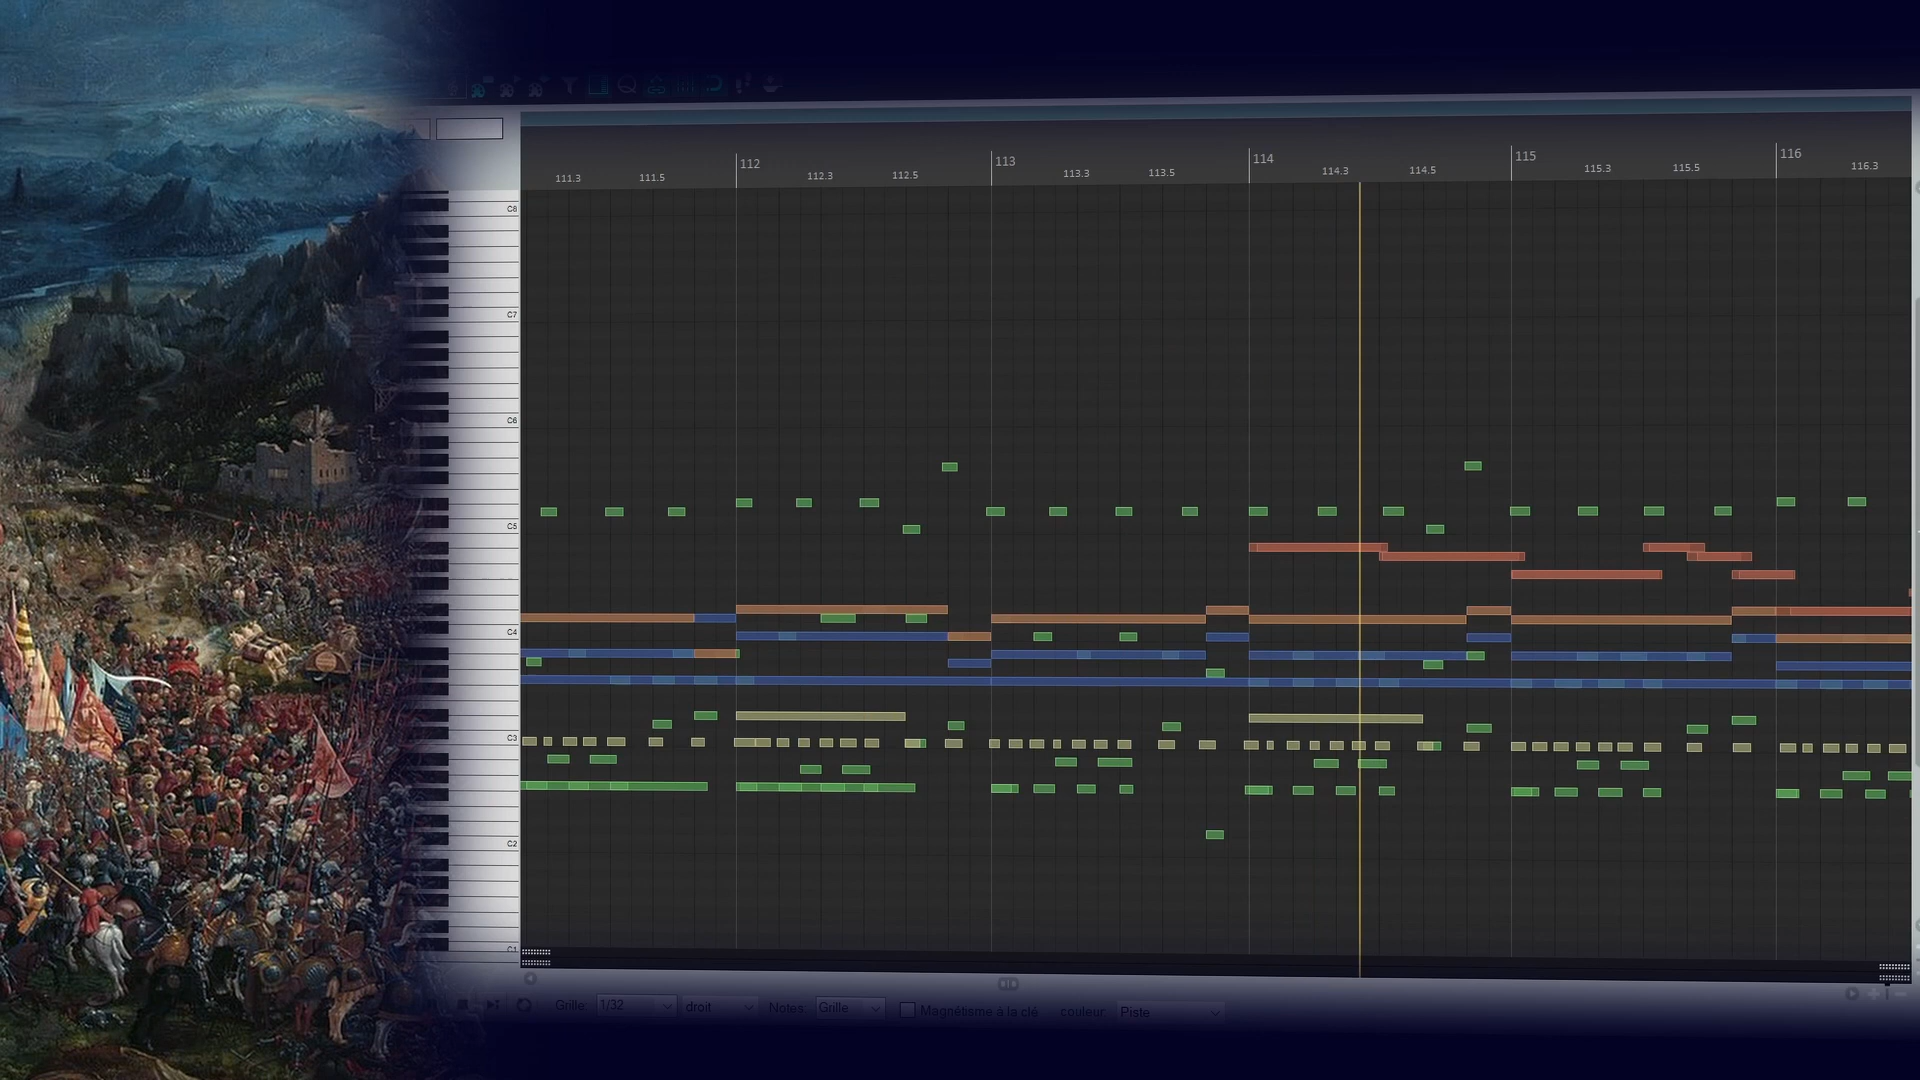 112 113 114 115 116
111.3 111.5 112.3 112.5 113.3 113.5 114.3 114.5 115.3 115.5 116.3
C8
C7
C6
C5
C4
C3
C2
C1
Grille: 1/32 droit Notes: Grille Magnétisme à la clé couleur: Piste